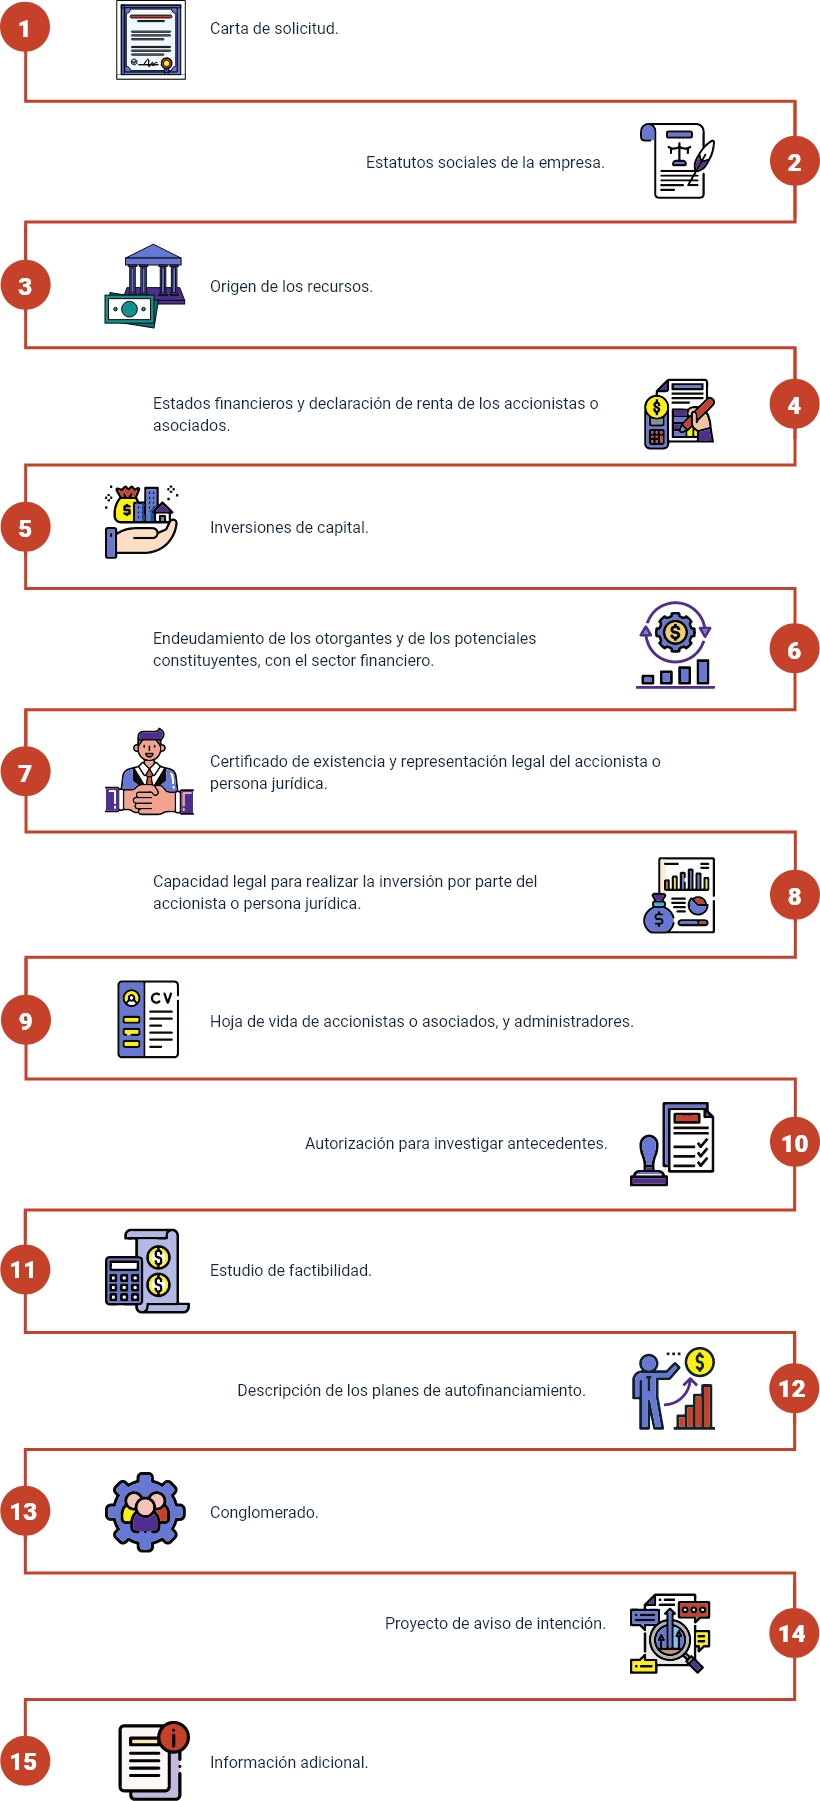 1
Carta de solicitud.
Estatutos sociales de la empresa.
2
3
Origen de los recursos.
Estados financieros y declaración de renta de los accionistas o
asociados.
4
5
Inversiones de capital.
Endeudamiento de los otorgantes y de los potenciales
constituyentes, con el sector financiero.
6
7
Certificado de existencia y representación legal del accionista o
persona jurídica.
Capacidad legal para realizar la inversión por parte del
accionista o persona jurídica.
8
9
CV
Hoja de vida de accionistas o asociados, y administradores.
Autorización para investigar antecedentes.
10
11
Estudio de factibilidad.
Descripción de los planes de autofinanciamiento.
12
13
Conglomerado.
Proyecto de aviso de intención.
14
15
Información adicional.